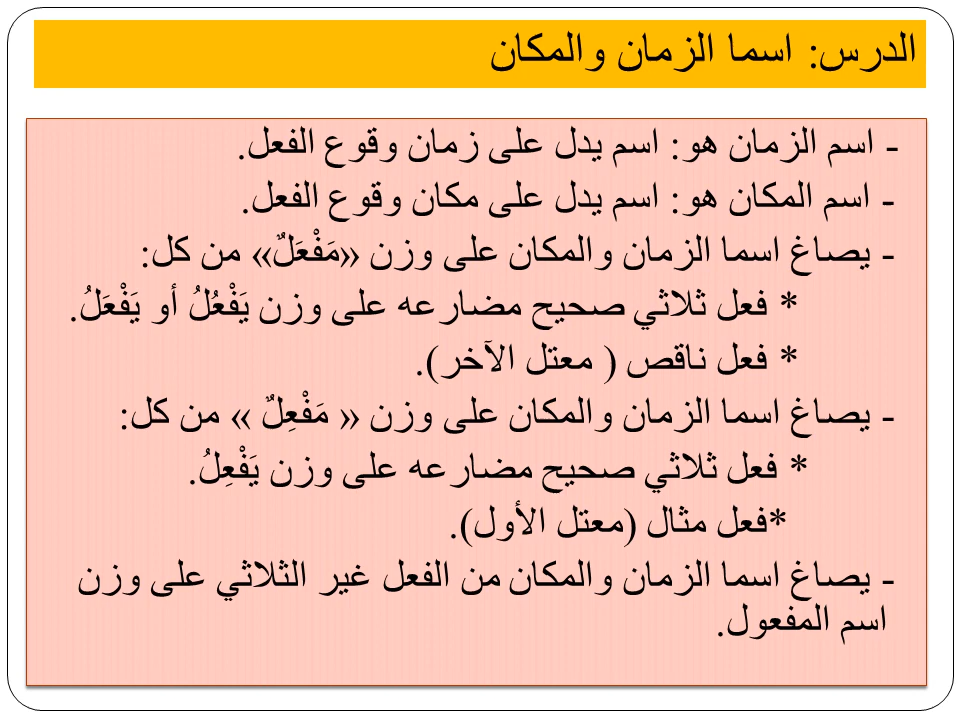 الدرس: اسما الزمان والمكان
- اسم الزمان هو: اسم يدل على زمان وقوع الفعل.
- اسم المكان هو: اسم يدل على مكان وقوع الفعل.
- يصاغ اسما الزمان والمكان على وزن «مَفْعَلٌ» من كل:
* فعل ثلاثي صحيح مضارعه على وزن يَفْعُلُ أو يَفْعَلُ.
* فعل ناقص ( معتل الآخر).
- يصاغ اسما الزمان والمكان على وزن « مَفْعِلٌ » من كل:
* فعل ثلاثي صحيح مضارعه على وزن يَفْعِلُ.
*فعل مثال (معتل الأول).
- يصاغ اسما الزمان والمكان من الفعل غير الثلاثي على وزن
اسم المفعول.